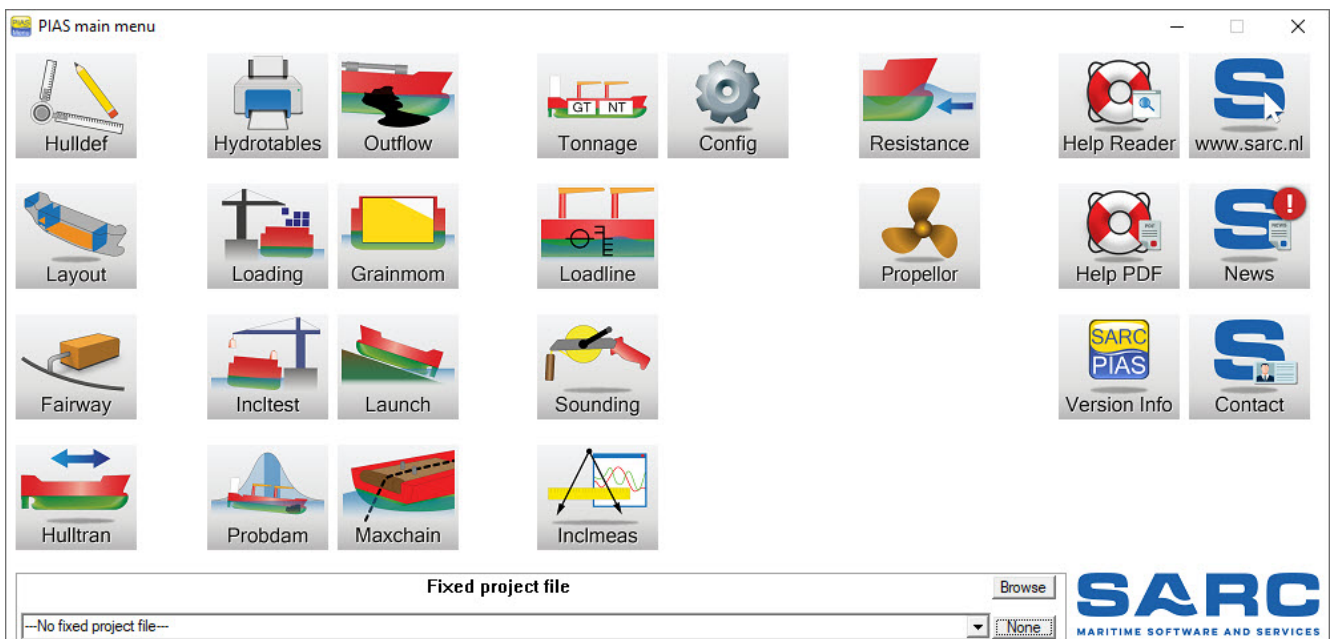 PIAS main menu
Hulldef
Hydrotables
Outflow
GT NT
Tonnage
Config
Resistance
Help Reader
www.sarc.nl
Layout
Loading
Grainmom
Loadline
Propellor
PDF
Help PDF
NEWS
News
Fairway
Incltest
Launch
Sounding
SARC
PIAS
Version Info
Contact
Hulltran
Probdam
Maxchain
Inclmeas
Fixed project file
Browse
---No fixed project file---
None
SARC
MARITIME SOFTWARE AND SERVICES